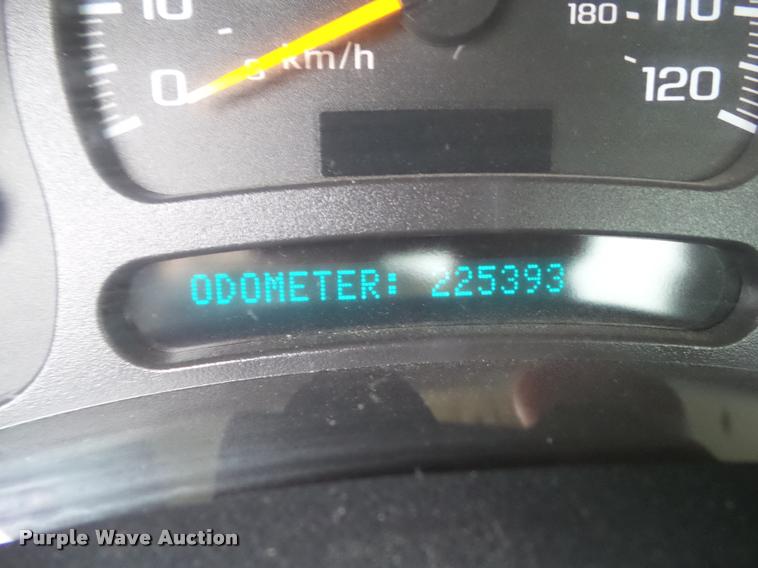 10
180 110
0 km/h 120
ODOMETER: 225393
Purple Wave Auction